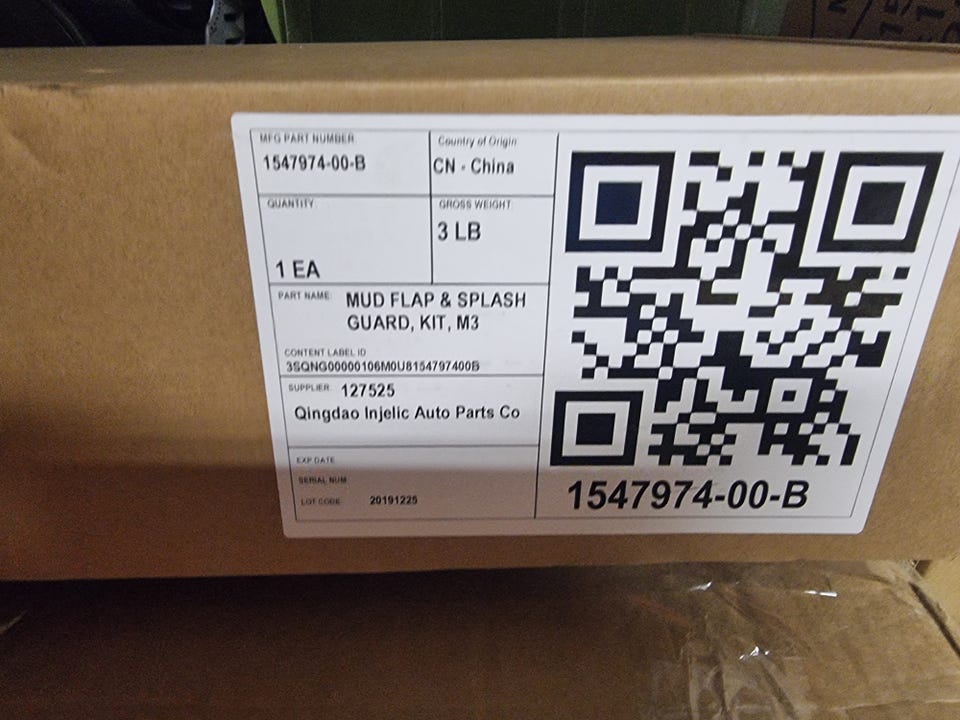 MFG PART NUMBER
1547974-00-B
Country of Origin
CN - China
QUANTITY:
1 EA
GROSS WEIGHT:
3 LB
PART NAME:
MUD FLAP & SPLASH
GUARD, KIT, M3
CONTENT LABEL ID
3SQNG00000106M0U8154797400B
SUPPLIER: 127525
Qingdao Injelic Auto Parts Co
EXP DATE
SERIAL NUM
LOT CODE: 20191225
1547974-00-B